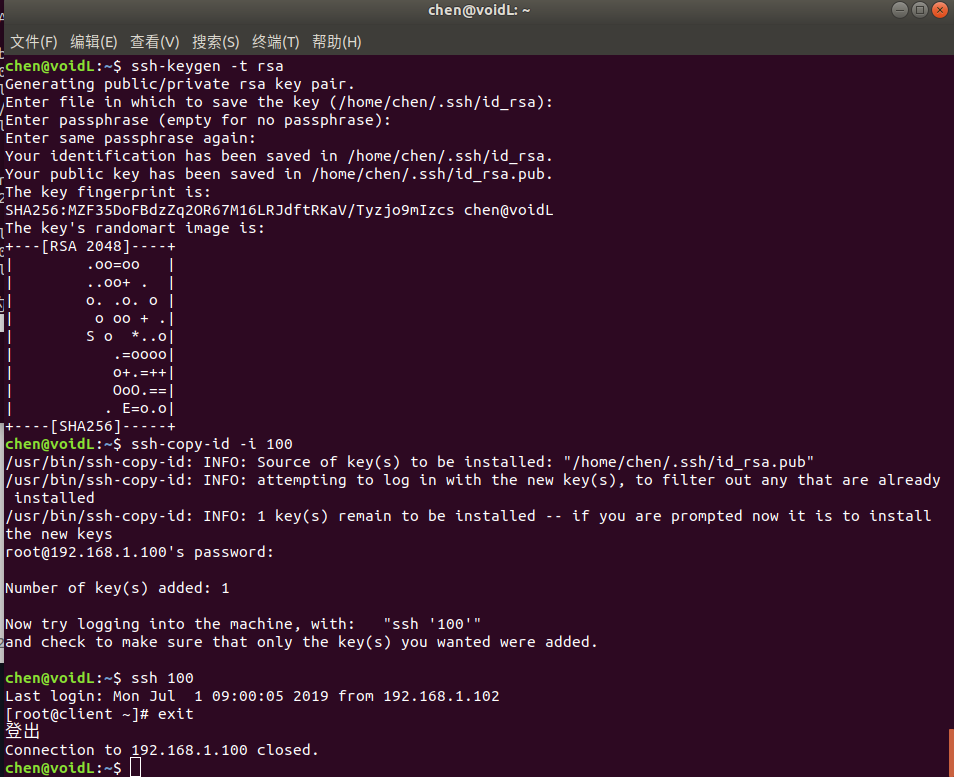 chen@voidL: ~
文件(F) 编辑(E) 查看(V) 搜索(S) 终端(T) 帮助(H)
chen@voidL:~$ ssh-keygen -t rsa
Generating public/private rsa key pair.
Enter file in which to save the key (/home/chen/.ssh/id_rsa):
Enter passphrase (empty for no passphrase):
Enter same passphrase again:
Your identification has been saved in /home/chen/.ssh/id_rsa.
Your public key has been saved in /home/chen/.ssh/id_rsa.pub.
The key fingerprint is:
SHA256:MZF35DoFBdzZq2OR67M16LRJdftRKaV/Tyzjo9mIzcs chen@voidL
The key's randomart image is:
+---[RSA 2048]----+
|        .oo=oo   |
|        ..oo+ .  |
|        o. .o. o |
|         o oo + .|
|        S o  *..o|
|           .=oooo|
|           o+.=++|
|           OoO.==|
|          . E=o.o|
+----[SHA256]-----+
chen@voidL:~$ ssh-copy-id -i 100
/usr/bin/ssh-copy-id: INFO: Source of key(s) to be installed: "/home/chen/.ssh/id_rsa.pub"
/usr/bin/ssh-copy-id: INFO: attempting to log in with the new key(s), to filter out any that are already
 installed
/usr/bin/ssh-copy-id: INFO: 1 key(s) remain to be installed -- if you are prompted now it is to install
the new keys
root@192.168.1.100's password:
Number of key(s) added: 1
Now try logging into the machine, with:   "ssh '100'"
and check to make sure that only the key(s) you wanted were added.
chen@voidL:~$ ssh 100
Last login: Mon Jul  1 09:00:05 2019 from 192.168.1.102
[root@client ~]# exit
登出
Connection to 192.168.1.100 closed.
chen@voidL:~$